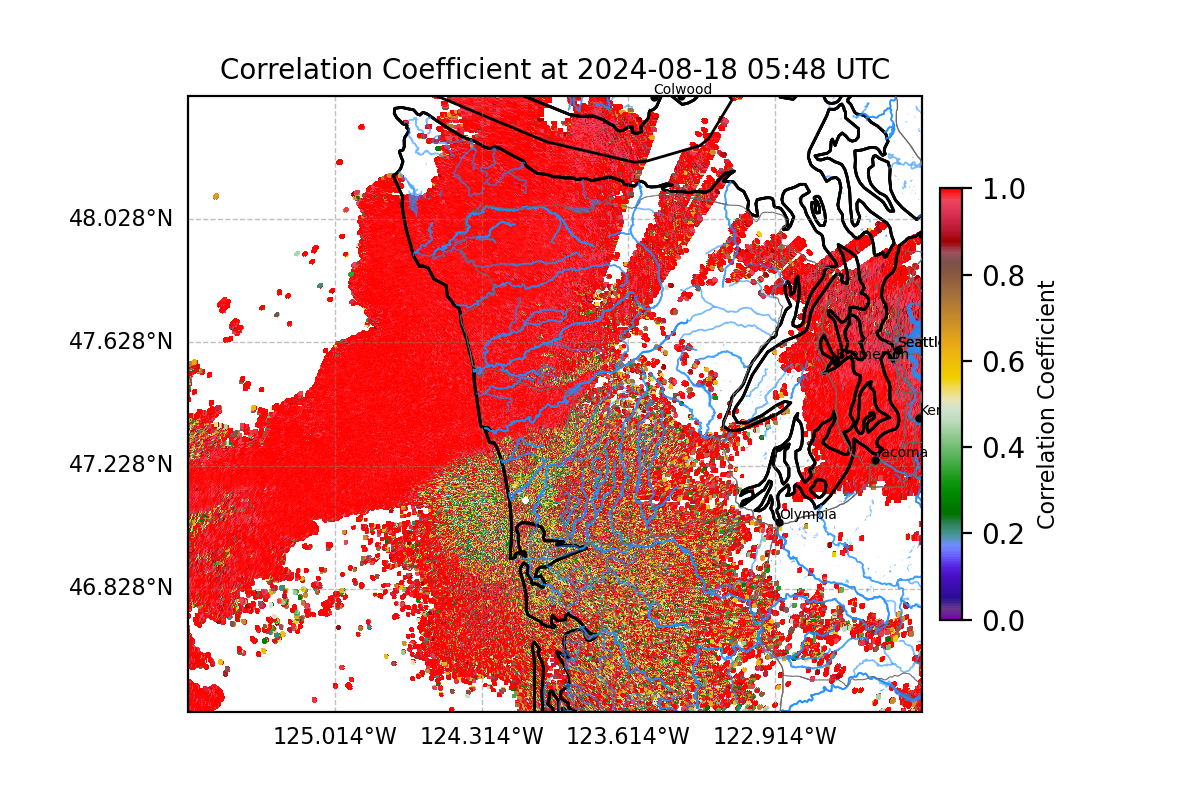 Correlation Coefficient at 2024-08-18 05:48 UTC
Colwood
48.028°N
47.628°N
47.228°N
46.828°N
125.014°W
124.314°W
123.614°W
122.914°W
Seattl
Bremerton
Ken
Tacoma
Olympia
1.0
0.8
0.6
0.4
0.2
0.0
Correlation Coefficient